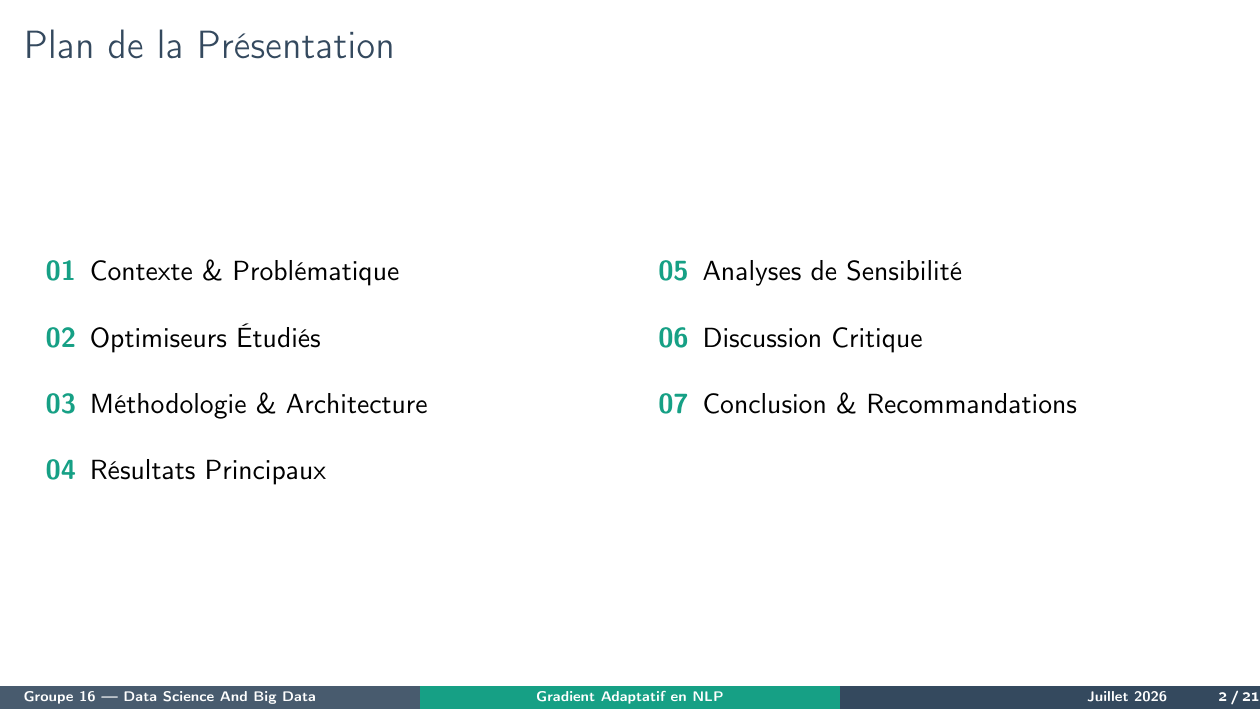 Plan de la Présentation
01 Contexte & Problématique
02 Optimiseurs Étudiés
03 Méthodologie & Architecture
04 Résultats Principaux
05 Analyses de Sensibilité
06 Discussion Critique
07 Conclusion & Recommandations
Groupe 16 — Data Science And Big Data
Gradient Adaptatif en NLP
Juillet 2026
2 / 21